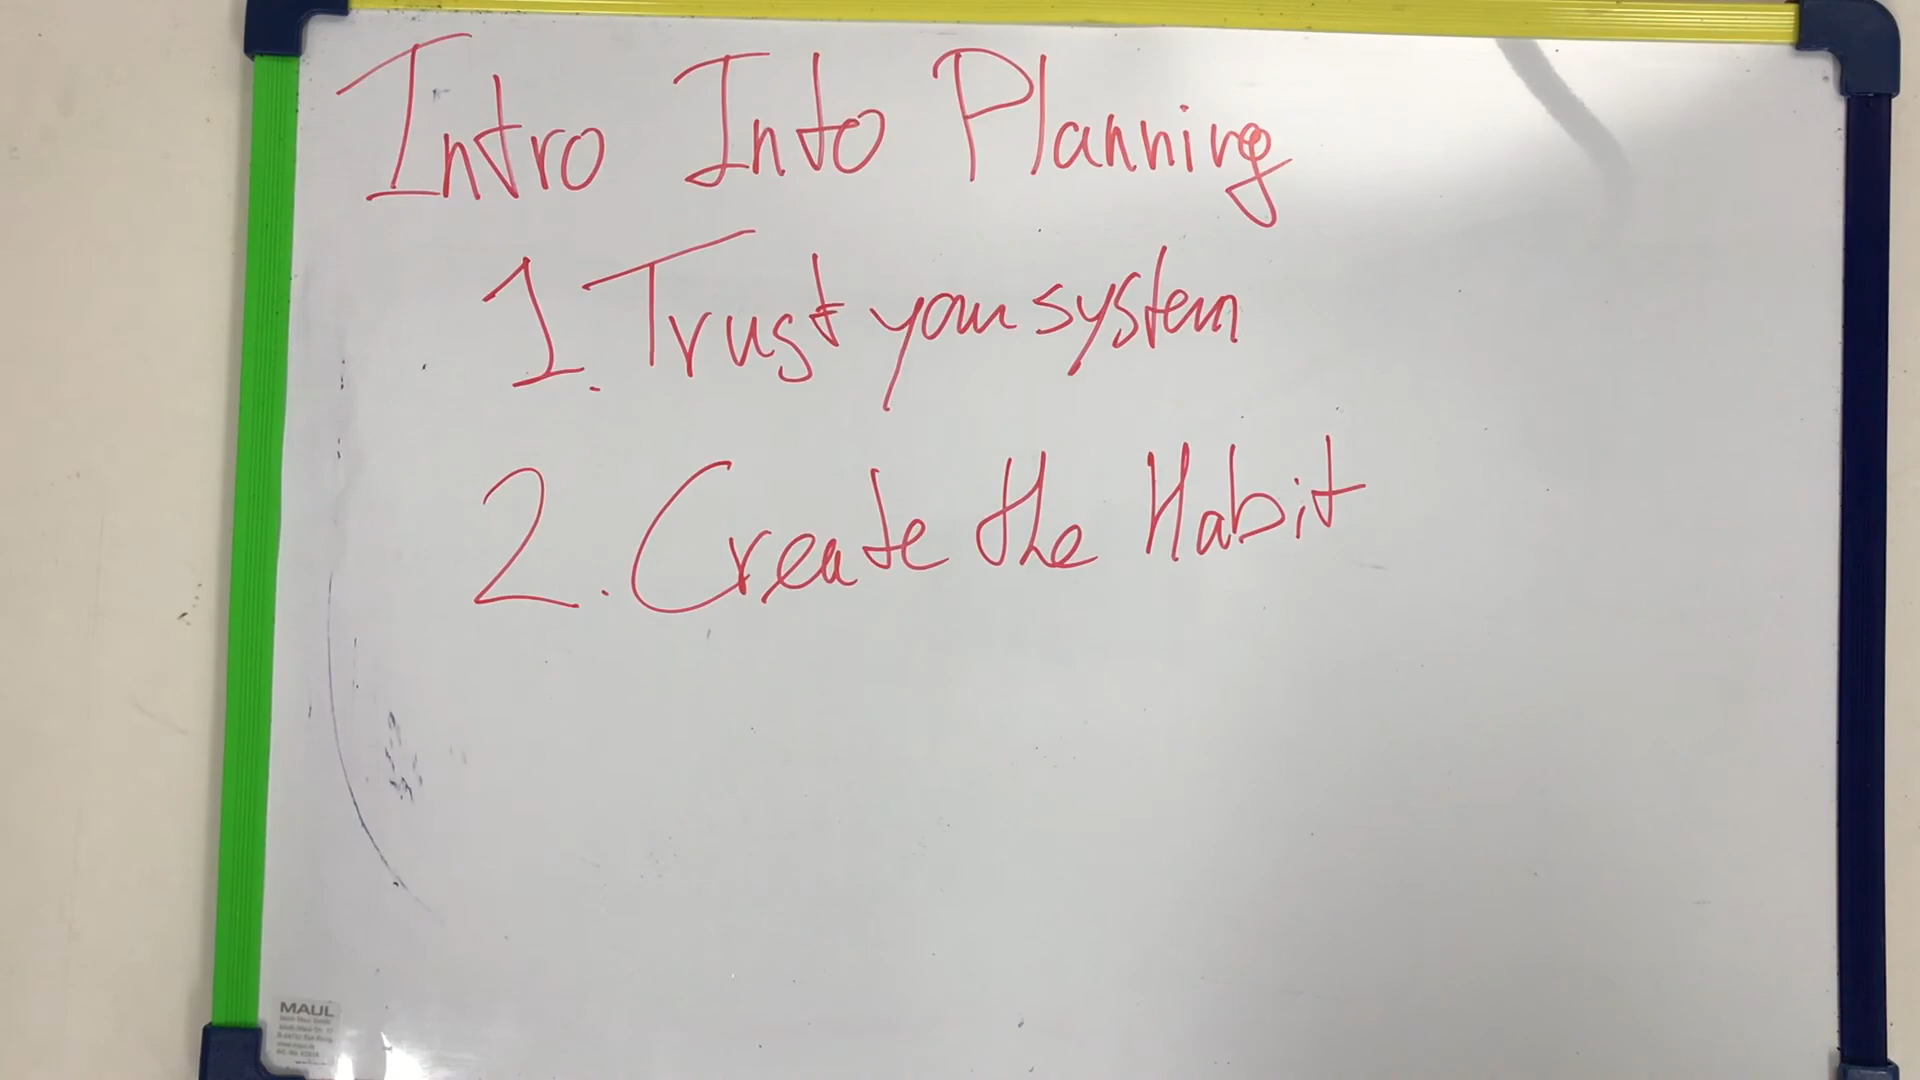 Intro Into Planning
1. Trust your system
2. Create the Habit
MAUL